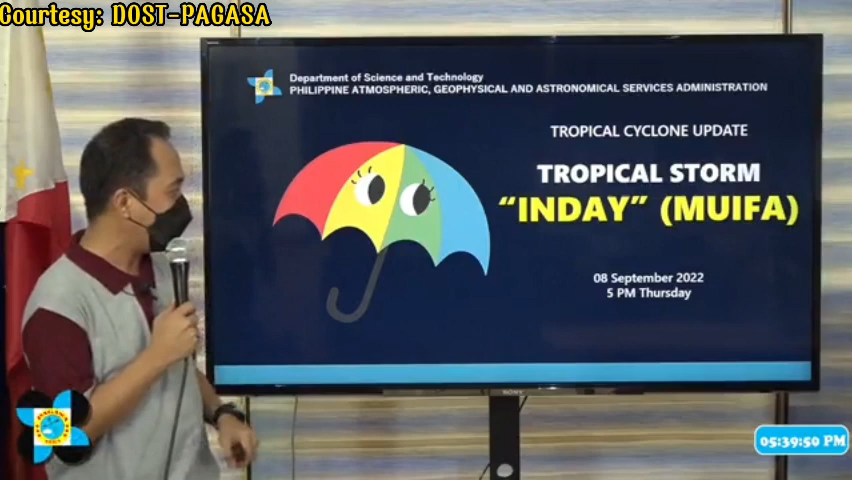 Courtesy: DOST-PAGASA
Department of Science and Technology
PHILIPPINE ATMOSPHERIC, GEOPHYSICAL AND ASTRONOMICAL SERVICES ADMINISTRATION
TROPICAL CYCLONE UPDATE
TROPICAL STORM
“INDAY” (MUIFA)
08 September 2022
5 PM Thursday
SONY
05:39:50 PM